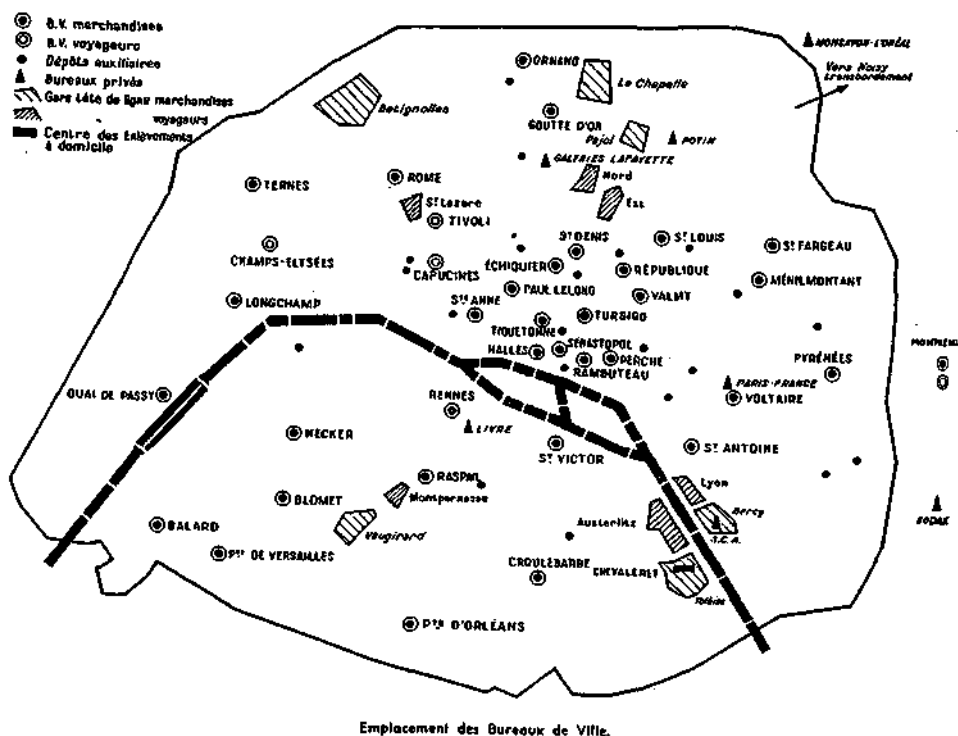 B.V. marchandises
B.V. voyageurs
Dépôts auxiliaires
Bureaux privés
Gare tête de ligne marchandises
voyageurs
Centre des Enlèvements
à domicile
MONSAVON-L'ORÉAL
Vers Noisy
transbordement
ORNANO
La Chapelle
Batignolles
GOUTTE D'OR
Pajol
POTIN
GALERIES LAFAYETTE
Nord
ROME
TERNES
St Lazare
Est
TIVOLI
St DENIS
St LOUIS
St FARGEAU
CHAMPS-ELYSÉES
CAPUCINES
ÉCHIQUIER
RÉPUBLIQUE
MÉNILMONTANT
PAUL LELONG
VALMY
LONGCHAMP
Ste ANNE
TURBIGO
TIQUETONNE
SÉBASTOPOL
HALLES
PERCHE
RAMBUTEAU
PYRÉNÉES
MONTREUIL
QUAI DE PASSY
PARIS-FRANCE
VOLTAIRE
RENNES
LIVRE
NECKER
St VICTOR
St ANTOINE
RASPAIL
Lyon
Montparnasse
BLOMET
Bercy
KODAK
BALARD
Vaugirard
Austerlitz
S.C.A.
Pte DE VERSAILLES
CROULEBARBE
CHEVALERET
Tolbiac
Pte D'ORLÉANS
Emplacement des Bureaux de Ville.